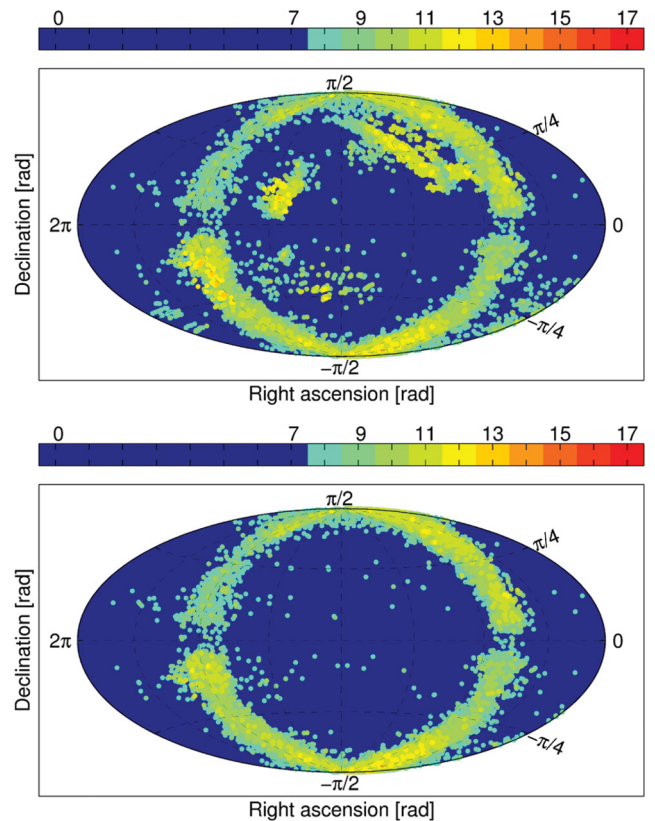 0 7 9 11 13 15 17
π/2
π/4
Declination [rad]
2π
0
−π/4
−π/2
Right ascension [rad]
0 7 9 11 13 15 17
π/2
π/4
Declination [rad]
2π
0
−π/4
−π/2
Right ascension [rad]